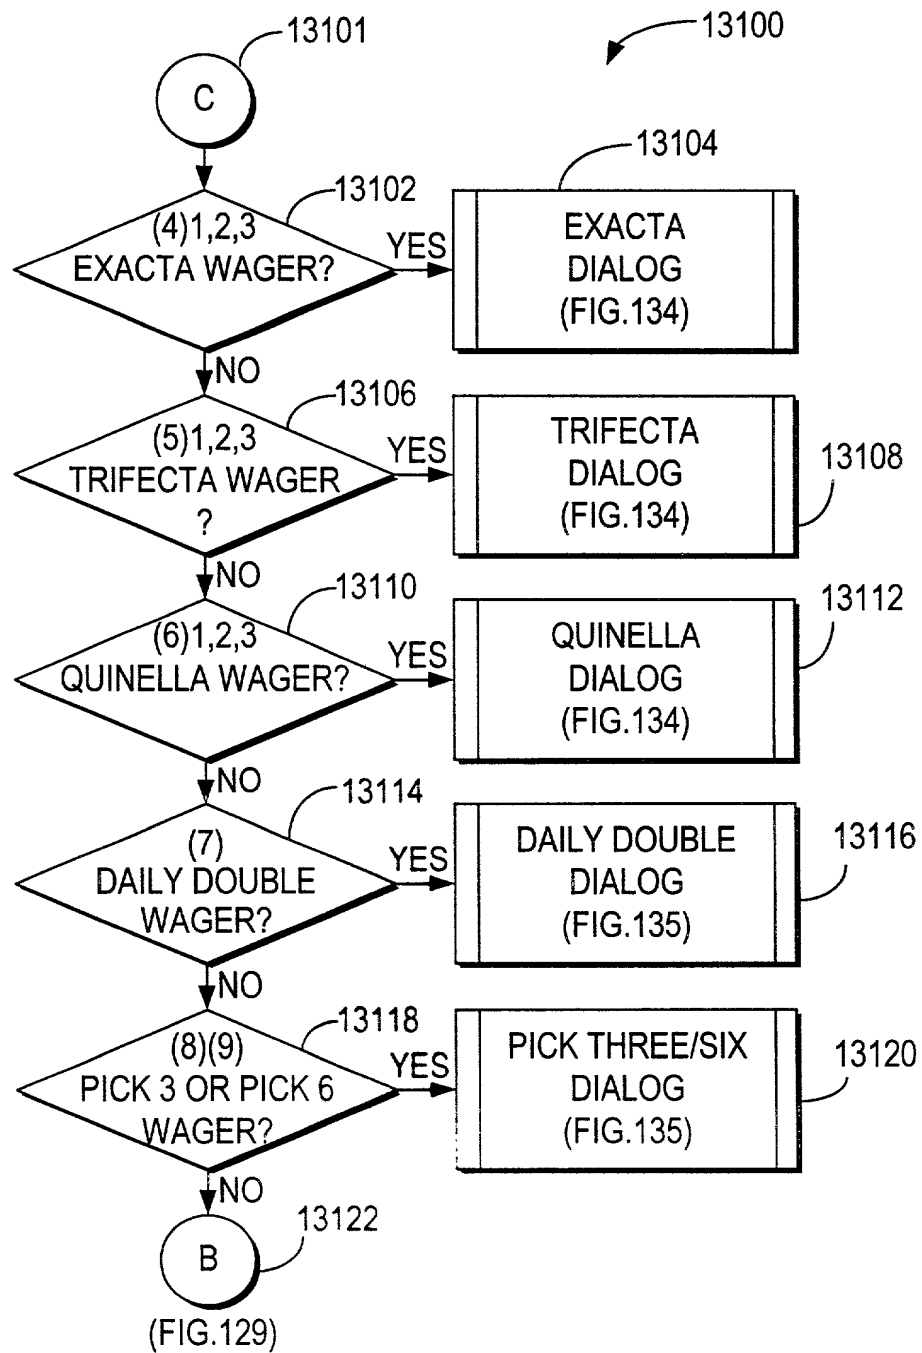 13101
13100
C
13104
13102
(4)1,2,3
EXACTA WAGER?
YES
EXACTA
DIALOG
(FIG.134)
NO
13106
(5)1,2,3
TRIFECTA WAGER
?
YES
TRIFECTA
DIALOG
(FIG.134)
13108
NO
13110
(6)1,2,3
QUINELLA WAGER?
YES
QUINELLA
DIALOG
(FIG.134)
13112
NO
13114
(7)
DAILY DOUBLE
WAGER?
YES
DAILY DOUBLE
DIALOG
(FIG.135)
13116
NO
13118
(8)(9)
PICK 3 OR PICK 6
WAGER?
YES
PICK THREE/SIX
DIALOG
(FIG.135)
13120
NO
13122
B
(FIG.129)